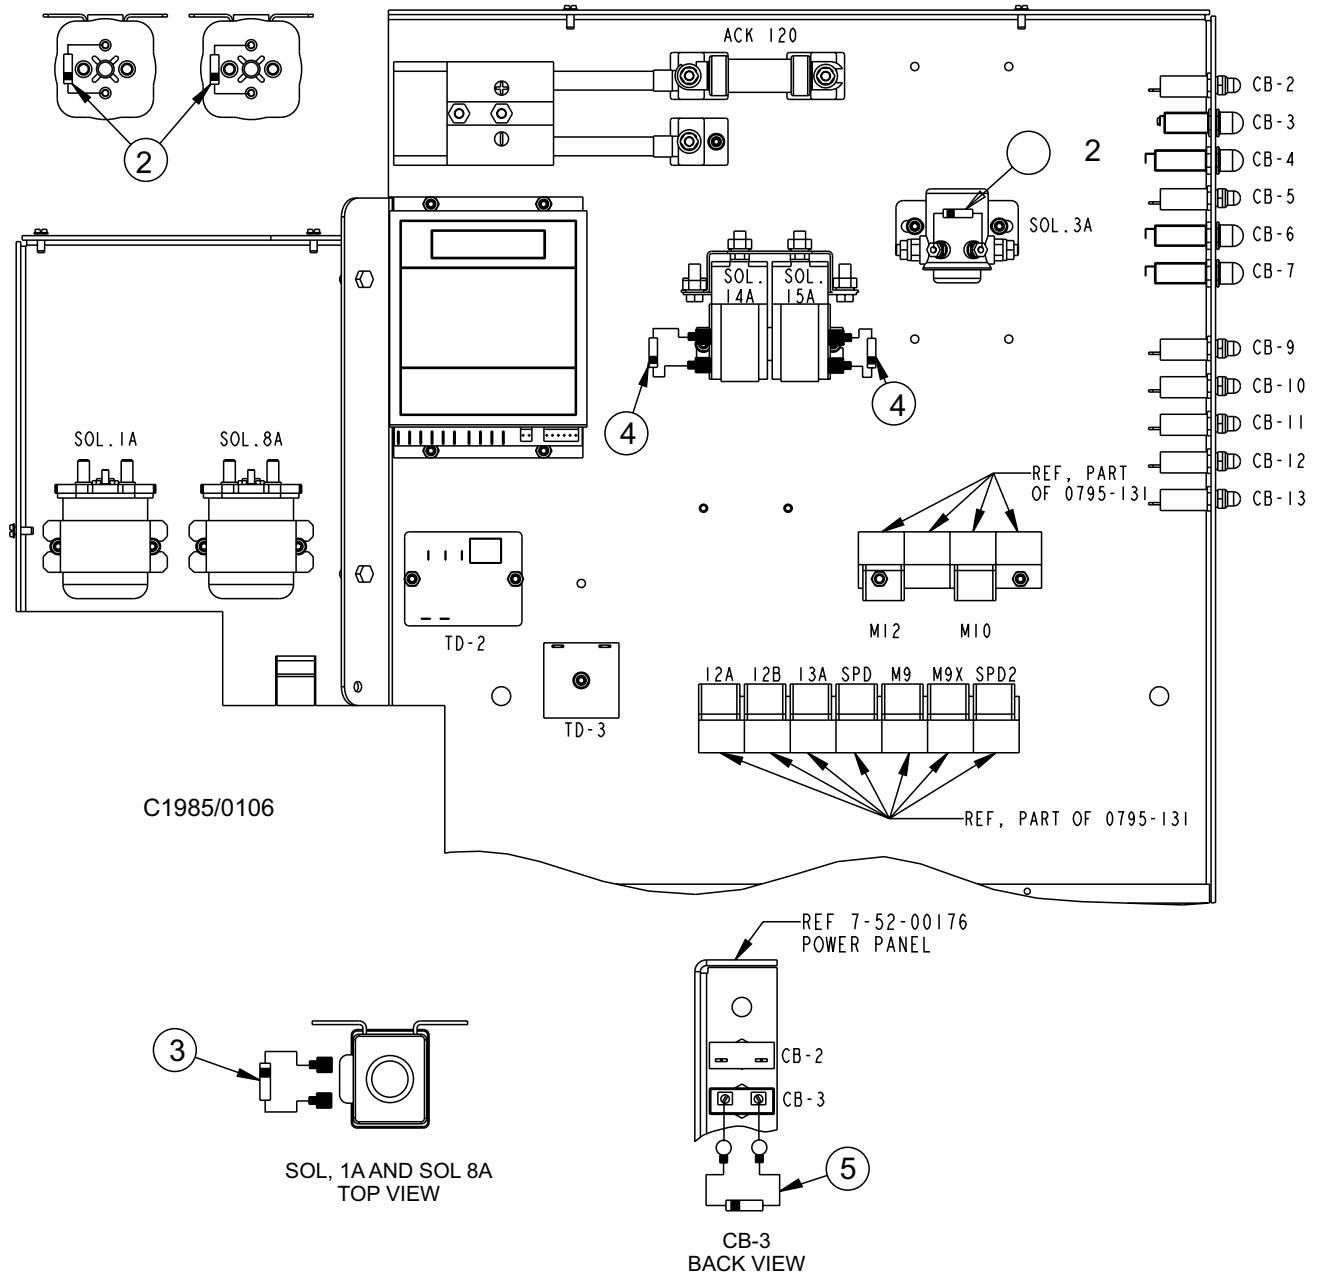 ACK 120
2
2
CB-2
CB-3
CB-4
CB-5
CB-6
CB-7
SOL.3A
SOL.
14A
SOL.
15A
4
4
CB-9
CB-10
CB-11
CB-12
CB-13
SOL.1A
SOL.8A
REF, PART
OF 0795-131
M12
M10
TD-2
TD-3
12A
12B
13A
SPD
M9
M9X
SPD2
C1985/0106
REF, PART OF 0795-131
REF 7-52-00176
POWER PANEL
3
CB-2
CB-3
5
SOL, 1A AND SOL 8A
TOP VIEW
CB-3
BACK VIEW